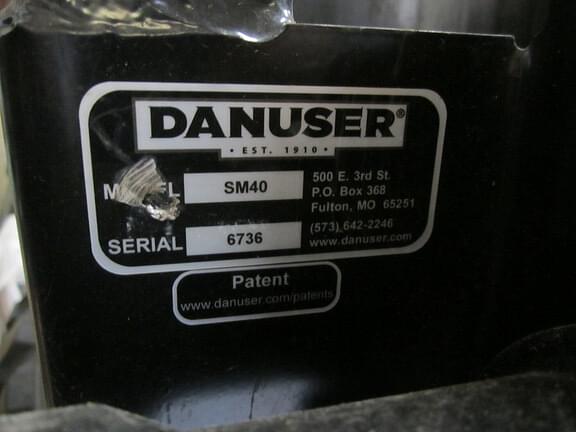 DANUSER®
• EST. 1910 •
MODEL SM40
SERIAL 6736
500 E. 3rd St.
P.O. Box 368
Fulton, MO 65251
(573) 642-2246
www.danuser.com
Patent
www.danuser.com/patents